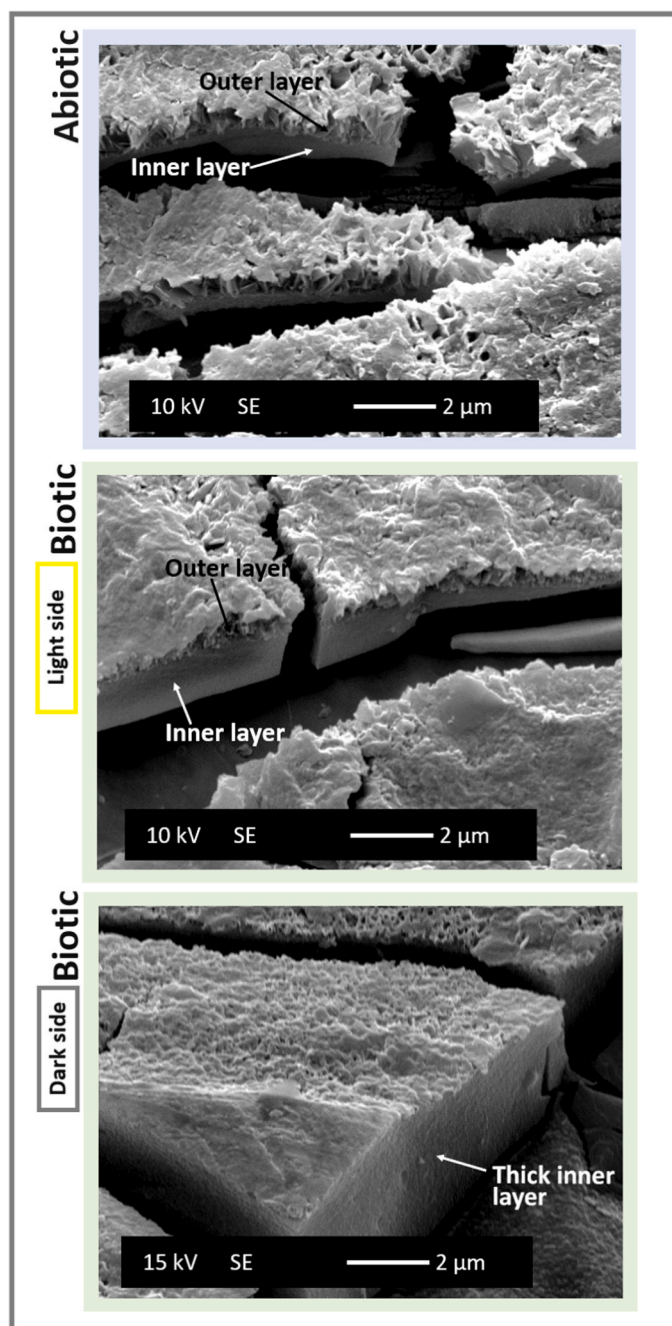 Abiotic
Outer layer
Inner layer
10 kV SE 2 µm
Biotic
Light side
Outer layer
Inner layer
10 kV SE 2 µm
Biotic
Dark side
Thick inner
layer
15 kV SE 2 µm